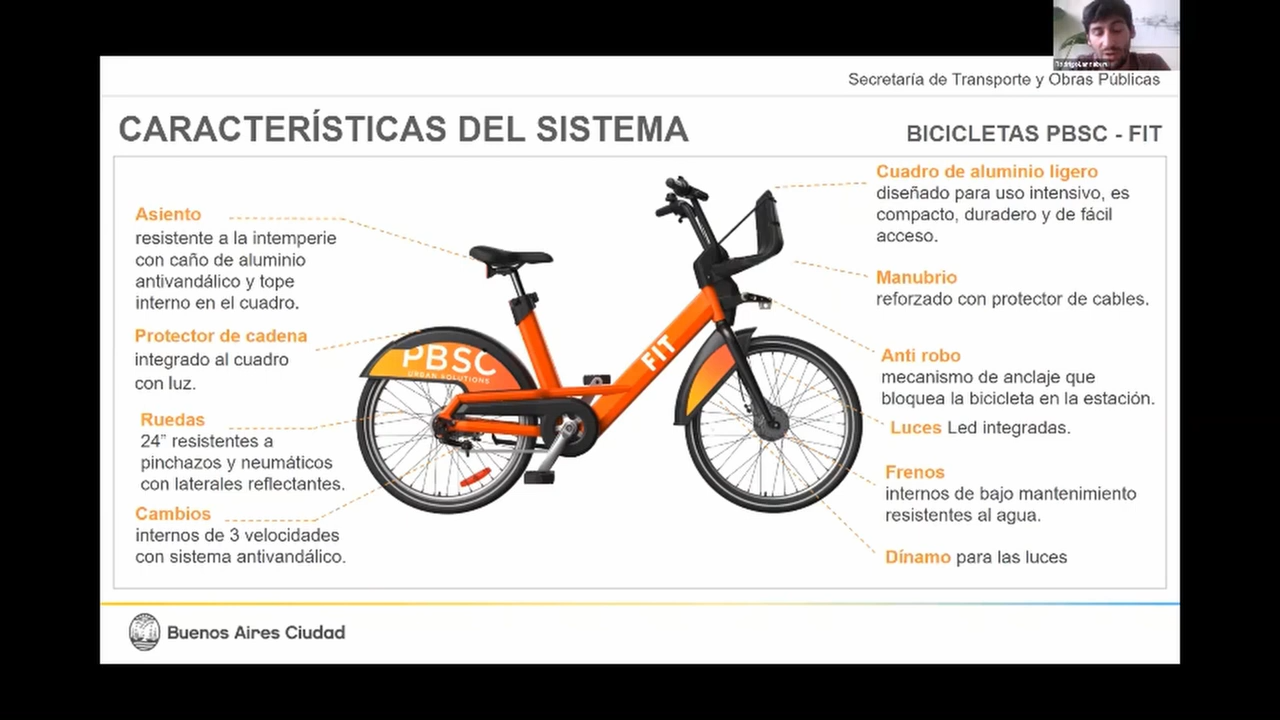 Secretaría de Transporte y Obras Públicas
CARACTERÍSTICAS DEL SISTEMA
BICICLETAS PBSC - FIT
Asiento
resistente a la intemperie
con caño de aluminio
antivandálico y tope
interno en el cuadro.
Protector de cadena
integrado al cuadro
con luz.
Ruedas
24” resistentes a
pinchazos y neumáticos
con laterales reflectantes.
Cambios
internos de 3 velocidades
con sistema antivandálico.
PBSC
URBAN SOLUTIONS
FIT
Cuadro de aluminio ligero
diseñado para uso intensivo, es
compacto, duradero y de fácil
acceso.
Manubrio
reforzado con protector de cables.
Anti robo
mecanismo de anclaje que
bloquea la bicicleta en la estación.
Luces Led integradas.
Frenos
internos de bajo mantenimiento
resistentes al agua.
Dínamo para las luces
Buenos Aires Ciudad